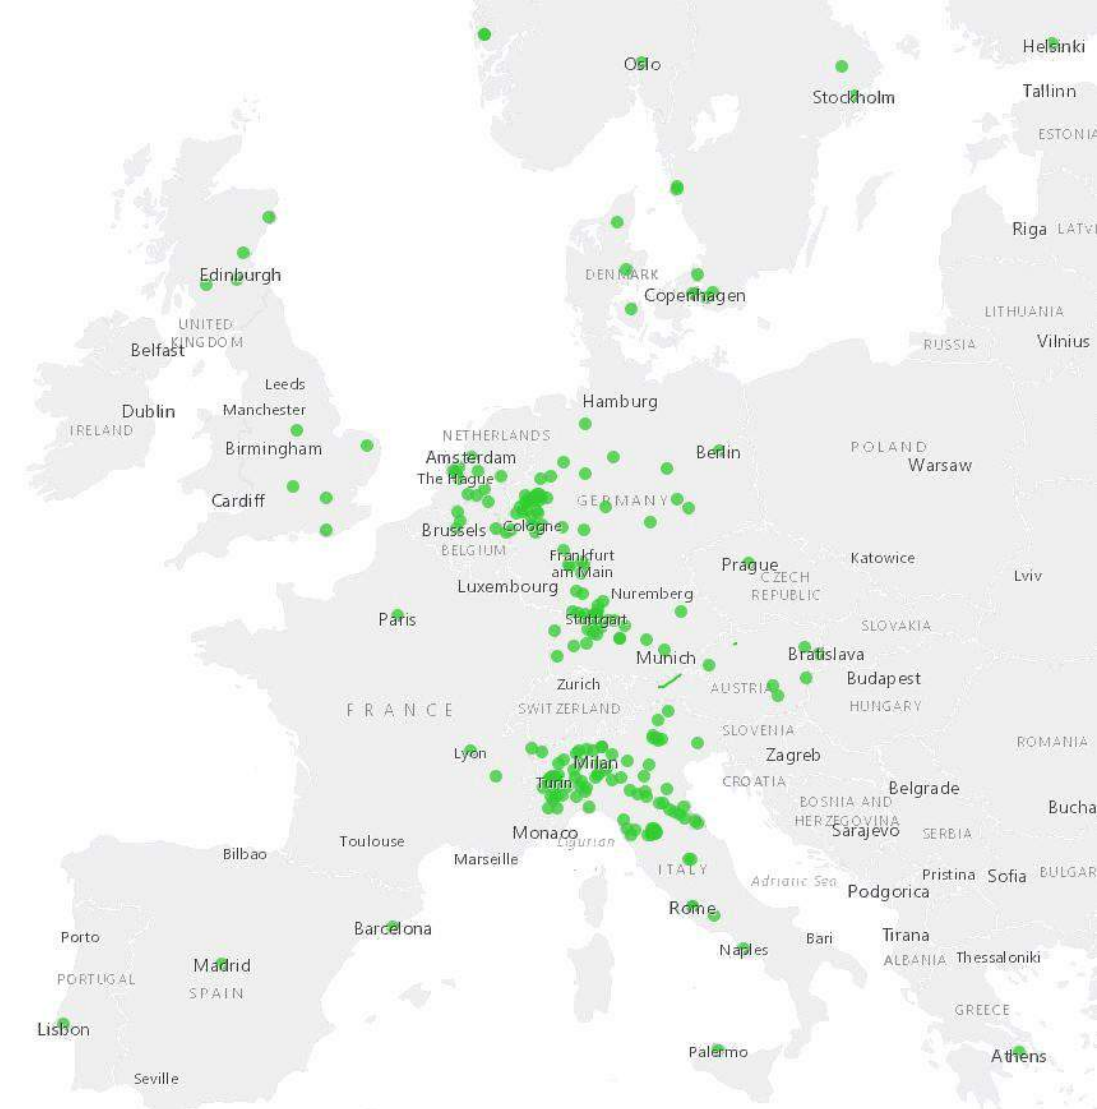 Helsinki
Oslo
Tallinn
Stockholm
ESTONIA
Riga
LATVI
Edinburgh
DENMARK
Copenhagen
LITHUANIA
UNITED
KINGDOM
Belfast
RUSSIA
Vilnius
Leeds
Hamburg
Manchester
Dublin
IRELAND
NETHERLANDS
Birmingham
Amsterdam
Berlin
POLAND
Warsaw
The Hague
Cardiff
GERMANY
Brussels
Cologne
BELGIUM
Frankfurt
am Main
Prague
Katowice
CZECH
REPUBLIC
Lviv
Luxembourg
Nuremberg
Paris
Stuttgart
SLOVAKIA
Munich
Bratislava
Zurich
AUSTRIA
Budapest
FRANCE
SWITZERLAND
HUNGARY
SLOVENIA
Lyon
Milan
Zagreb
ROMANIA
Turin
CROATIA
Belgrade
BOSNIA AND
HERZEGOVINA
Bucha
Monaco
Ligurian
Sarajevo
SERBIA
Toulouse
Bilbao
Marseille
ITALY
Adriatic Sea
Pristina
Sofia
BULGAR
Podgorica
Rome
Barcelona
Porto
Bari
Tirana
Naples
ALBANIA
Thessaloniki
Madrid
PORTUGAL
SPAIN
GREECE
Lisbon
Palermo
Athens
Seville